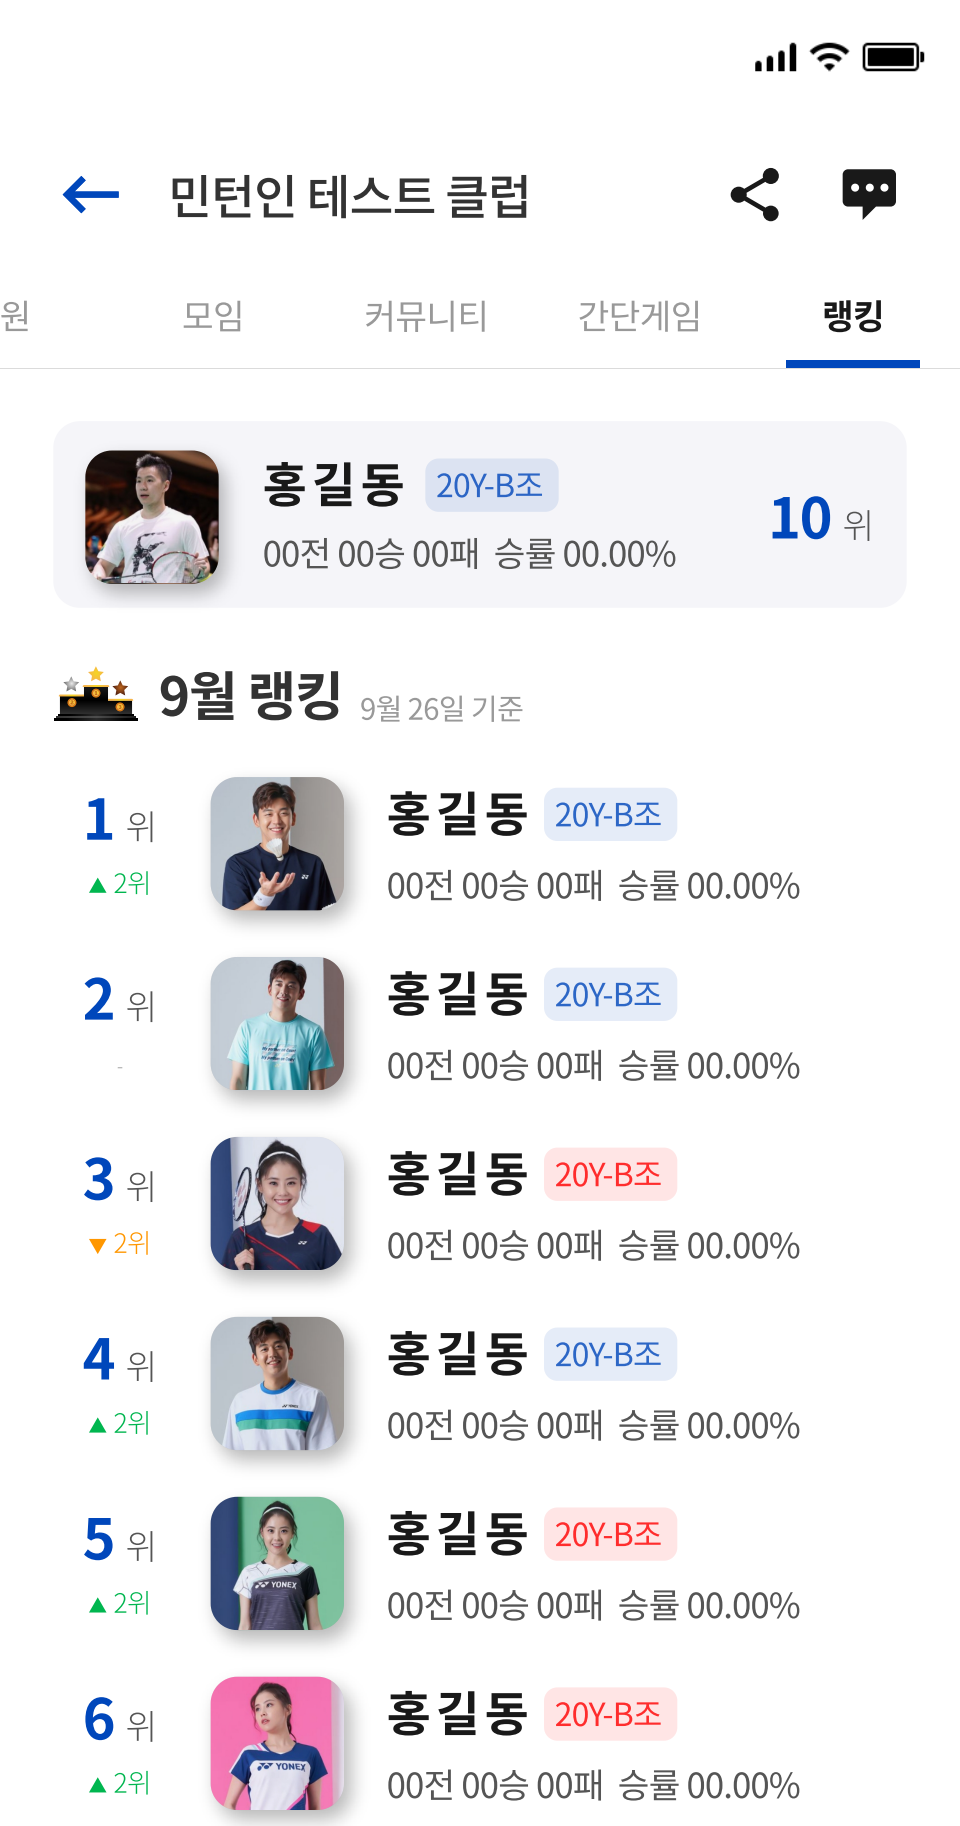 민턴인 테스트 클럽
원 모임 커뮤니티 간단게임 랭킹
홍길동 20Y-B조
00전 00승 00패 승률 00.00%
10 위
9월 랭킹 9월 26일 기준
1 위
▲ 2위
홍길동 20Y-B조
00전 00승 00패 승률 00.00%
2 위
-
홍길동 20Y-B조
00전 00승 00패 승률 00.00%
3 위
▼ 2위
홍길동 20Y-B조
00전 00승 00패 승률 00.00%
4 위
▲ 2위
홍길동 20Y-B조
00전 00승 00패 승률 00.00%
5 위
▲ 2위
YONEX
홍길동 20Y-B조
00전 00승 00패 승률 00.00%
6 위
▲ 2위
YONEX
홍길동 20Y-B조
00전 00승 00패 승률 00.00%